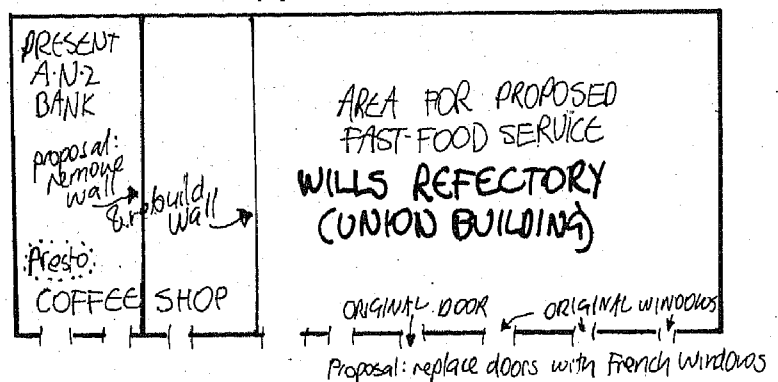 PRESENT
A.N.Z
BANK
proposal:
remove
wall
& rebuild
wall
Presto:
COFFEE SHOP
AREA FOR PROPOSED
FAST-FOOD SERVICE
WILLS REFECTORY
(UNION BUILDING)
ORIGINAL DOOR
ORIGINAL WINDOWS
Proposal: replace doors with French Windows